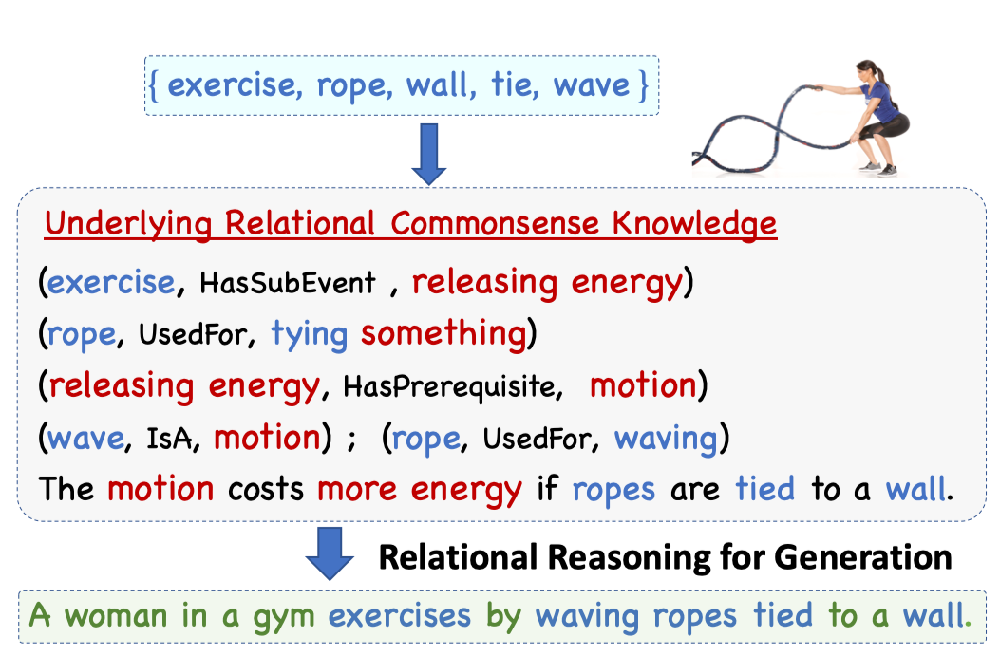 { exercise, rope, wall, tie, wave }
Underlying Relational Commonsense Knowledge
(exercise, HasSubEvent , releasing energy)
(rope, UsedFor, tying something)
(releasing energy, HasPrerequisite, motion)
(wave, IsA, motion) ; (rope, UsedFor, waving)
The motion costs more energy if ropes are tied to a wall.
Relational Reasoning for Generation
A woman in a gym exercises by waving ropes tied to a wall.